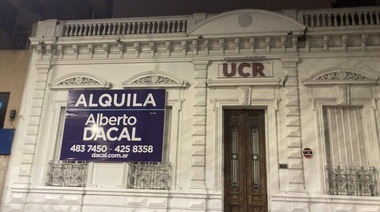 UCR
ALQUILA
Alberto
DACAL
483 7450 - 425 8358
dacal.com.ar